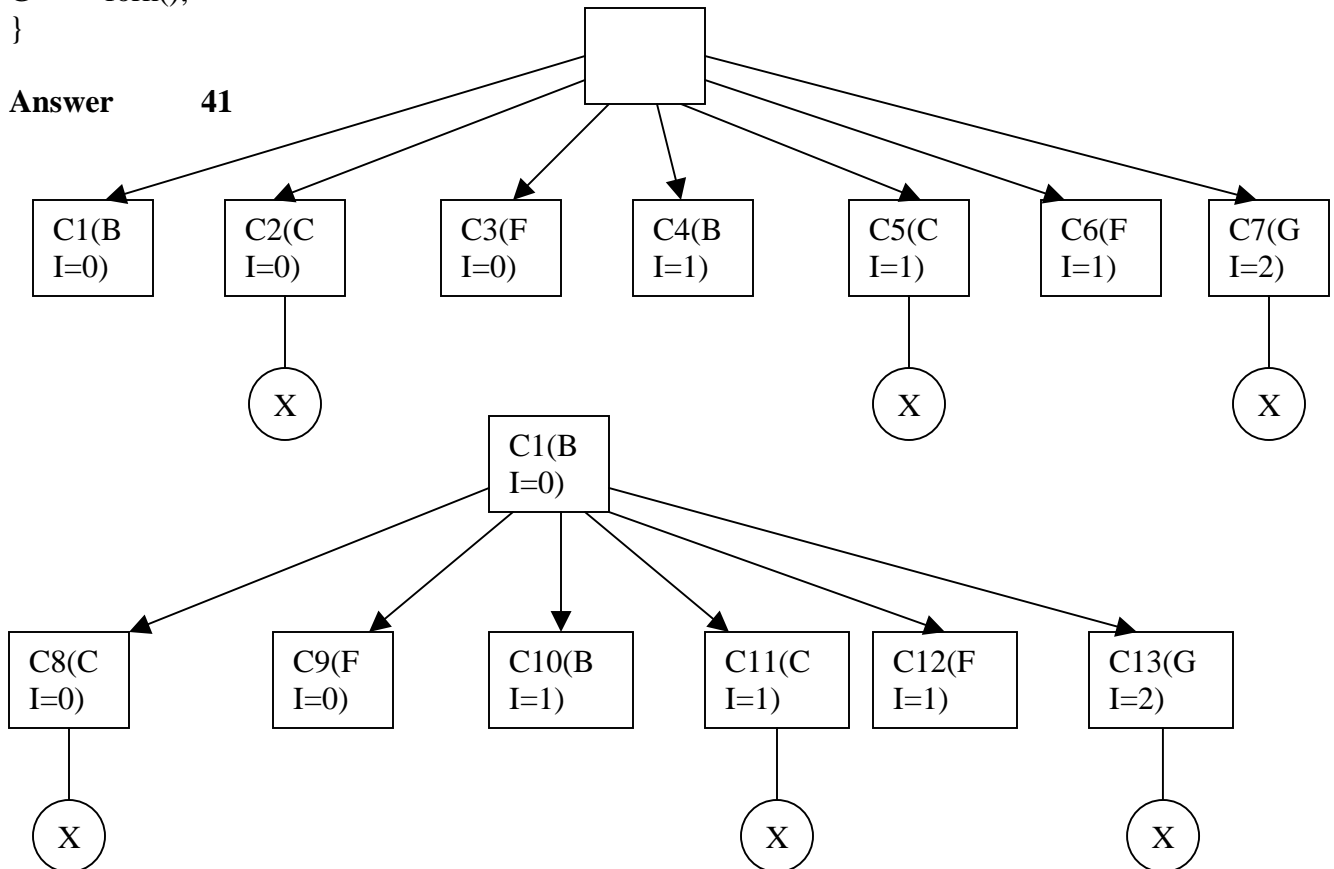 }
Answer 41
C1(B
I=0)
C2(C
I=0)
C3(F
I=0)
C4(B
I=1)
C5(C
I=1)
C6(F
I=1)
C7(G
I=2)
X
X
X
C1(B
I=0)
C8(C
I=0)
C9(F
I=0)
C10(B
I=1)
C11(C
I=1)
C12(F
I=1)
C13(G
I=2)
X
X
X